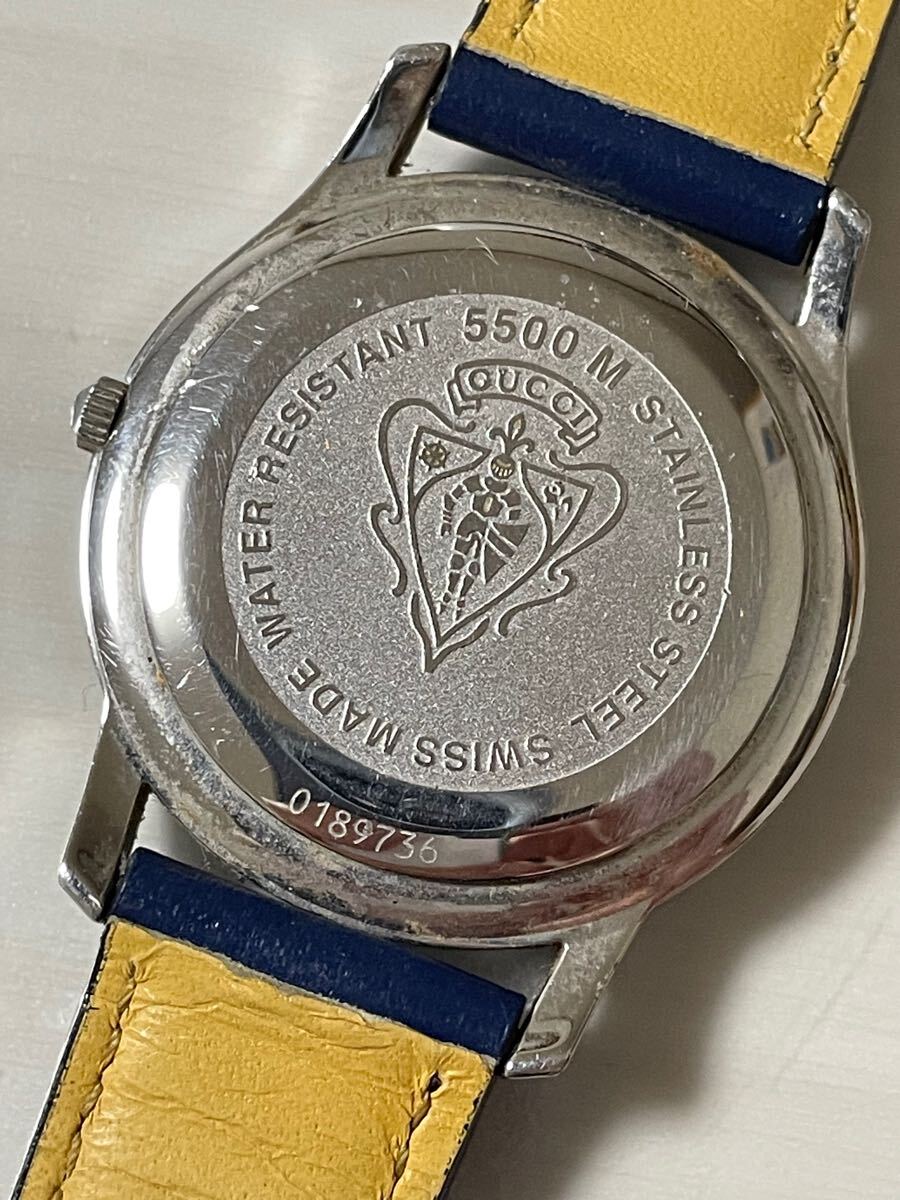 WATER RESISTANT 5500 M STAINLESS STEEL SWISS MADE
GUCCI
0189736